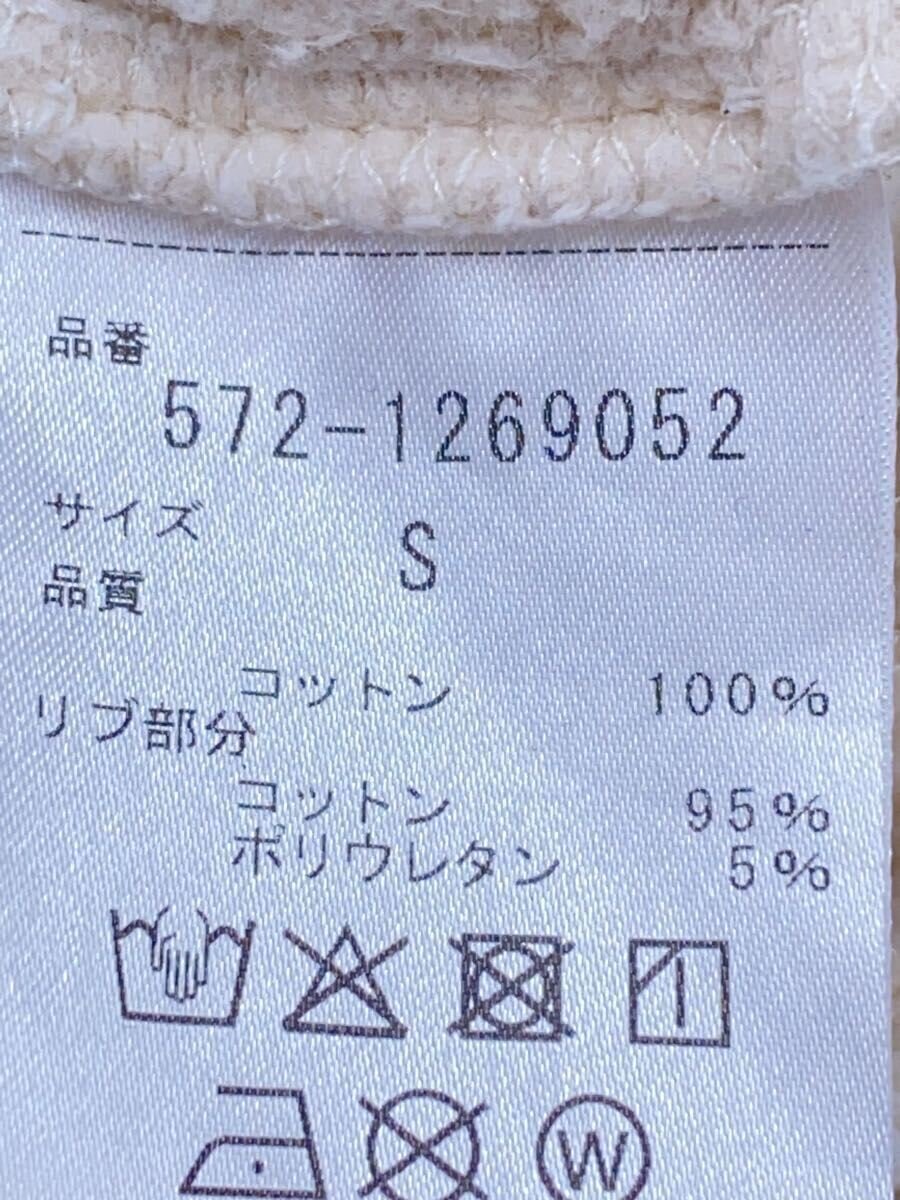 品番
572-1269052
サイズ S
品質
コットン 100%
リブ部分
コットン 95%
ポリウレタン 5%
W